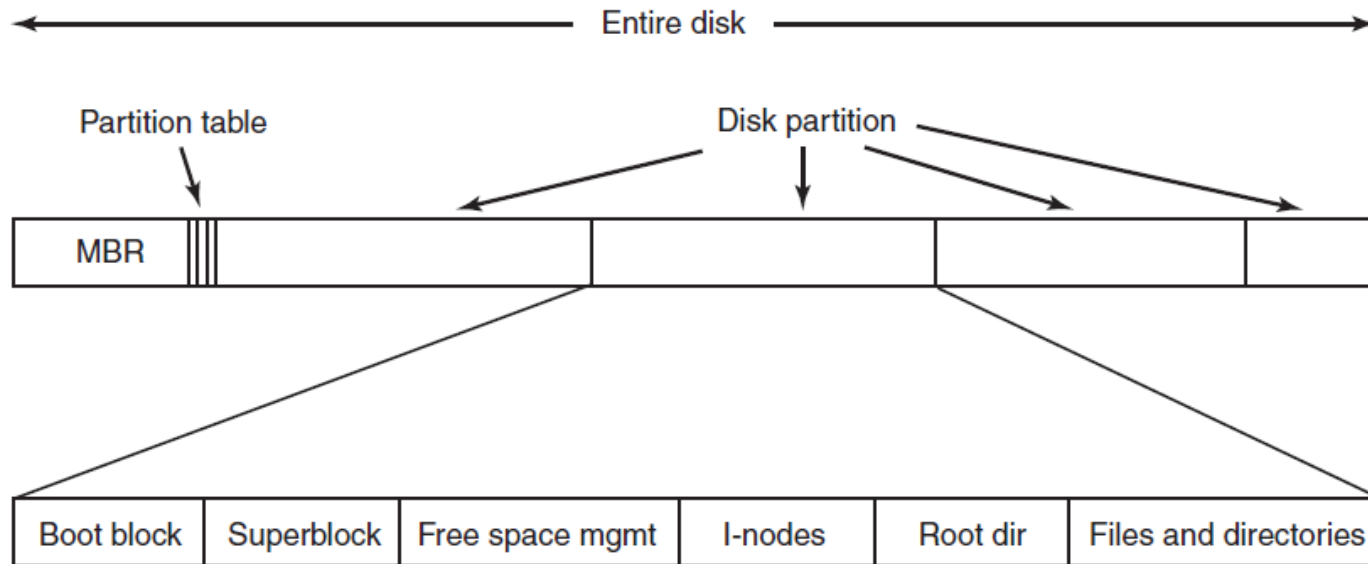 Entire disk
Partition table
Disk partition
MBR
Boot block
Superblock
Free space mgmt
I-nodes
Root dir
Files and directories